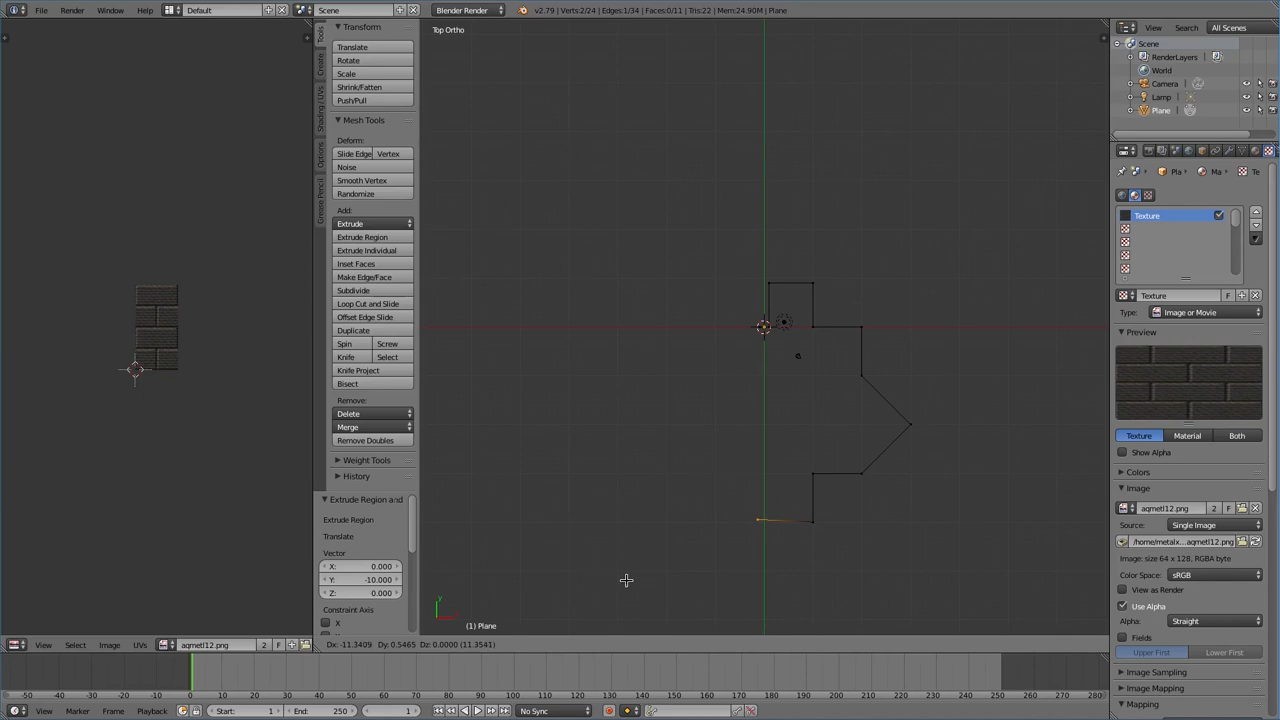 File Render Window Help Default Scene Blender Render v2.79 | Verts:2/24 | Edges:1/34 | Faces:0/11 | Tris:22 | Mem:24.90M | Plane
Tools
Create
Shading / UVs
Options
Grease Pencil
Transform
Translate
Rotate
Scale
Shrink/Fatten
Push/Pull
Mesh Tools
Deform:
Slide Edge Vertex
Noise
Smooth Vertex
Randomize
Add:
Extrude
Extrude Region
Extrude Individual
Inset Faces
Make Edge/Face
Subdivide
Loop Cut and Slide
Offset Edge Slide
Duplicate
Spin Screw
Knife Select
Knife Project
Bisect
Remove:
Delete
Merge
Remove Doubles
Weight Tools
History
Extrude Region and
Extrude Region
Translate
Vector
X: 0.000
Y: -10.000
Z: 0.000
Constraint Axis
X
Top Ortho
(1) Plane
Dx: -11.3409 Dy: 0.5465 Dz: 0.0000 (11.3541)
View Search All Scenes
Scene
RenderLayers
World
Camera
Lamp
Plane
Pla Ma Te
Texture
Texture F
Type: Image or Movie
Preview
Texture Material Both
Show Alpha
Colors
Image
aqmetl12.png 2 F
Source: Single Image
/home/metalx...aqmetl12.png
Image: size 64 x 128, RGBA byte
Color Space: sRGB
View as Render
Use Alpha
Alpha: Straight
Fields
Upper First Lower First
Image Sampling
Image Mapping
Mapping
View Select Image UVs aqmetl12.png 2 F
-50 -40 -30 -20 -10 0 10 20 30 40 50 60 70 80 90 100 110 120 130 140 150 160 170 180 190 200 210 220 230 240 250 260 270 280
View Marker Frame Playback Start: 1 End: 250 1 No Sync